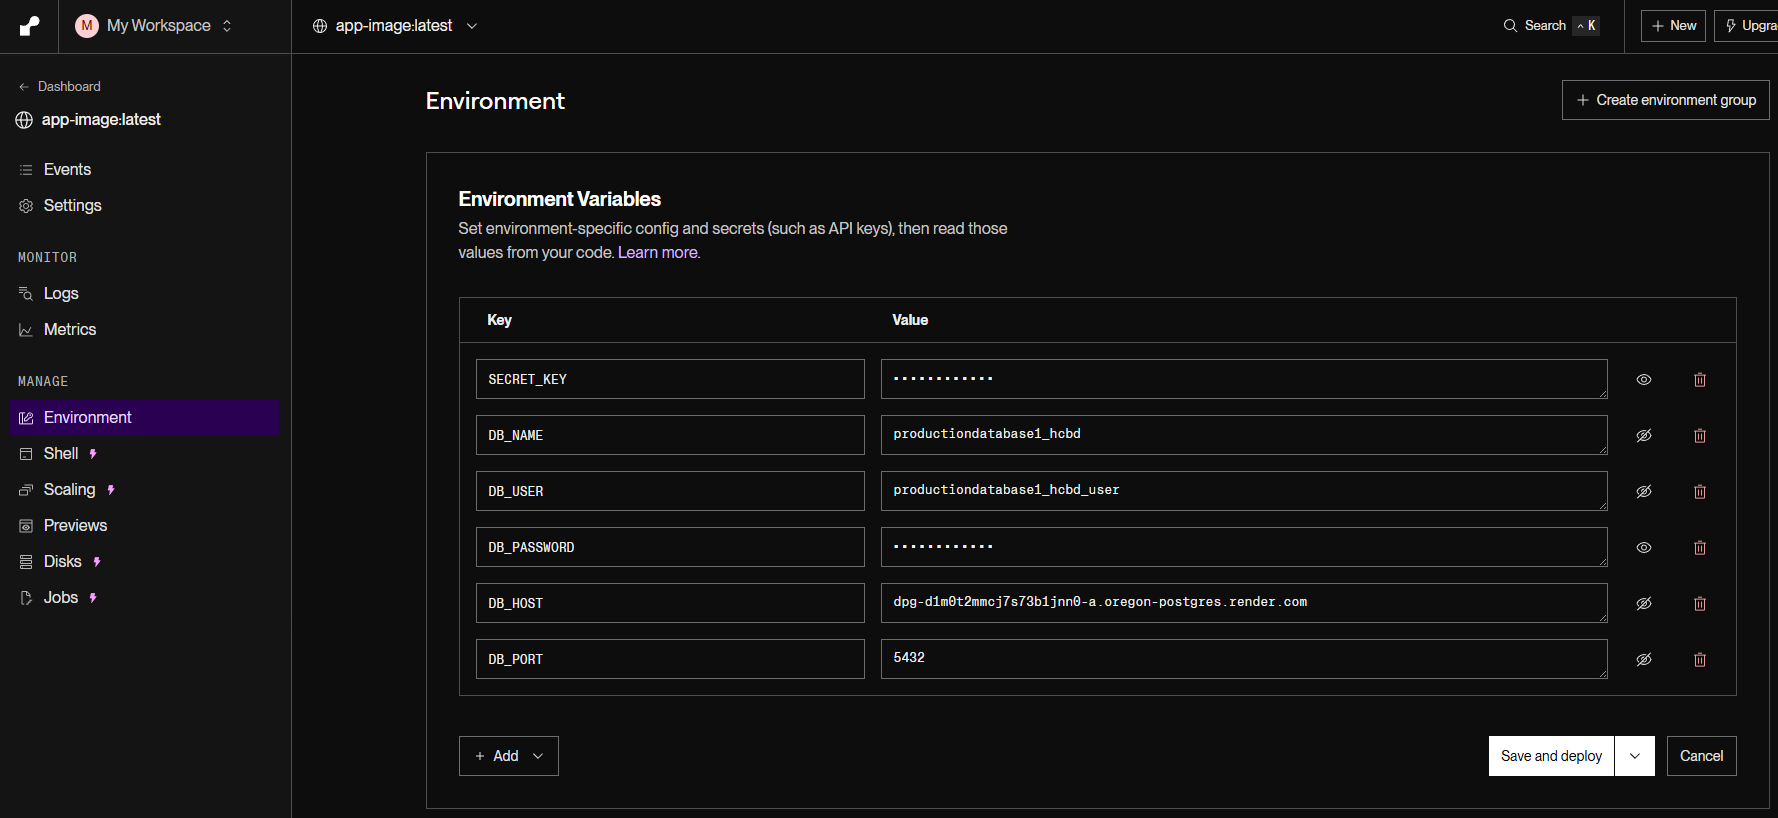 M My Workspace
app-image:latest
Search ^ K
+ New
Upgra
← Dashboard
app-image:latest
Events
Settings
MONITOR
Logs
Metrics
MANAGE
Environment
Shell
Scaling
Previews
Disks
Jobs
Environment
+ Create environment group
Environment Variables
Set environment-specific config and secrets (such as API keys), then read those
values from your code. Learn more.
Key Value
SECRET_KEY ••••••••••••
DB_NAME productiondatabase1_hcbd
DB_USER productiondatabase1_hcbd_user
DB_PASSWORD ••••••••••••
DB_HOST dpg-d1m0t2mmcj7s73b1jnn0-a.oregon-postgres.render.com
DB_PORT 5432
+ Add
Save and deploy
Cancel